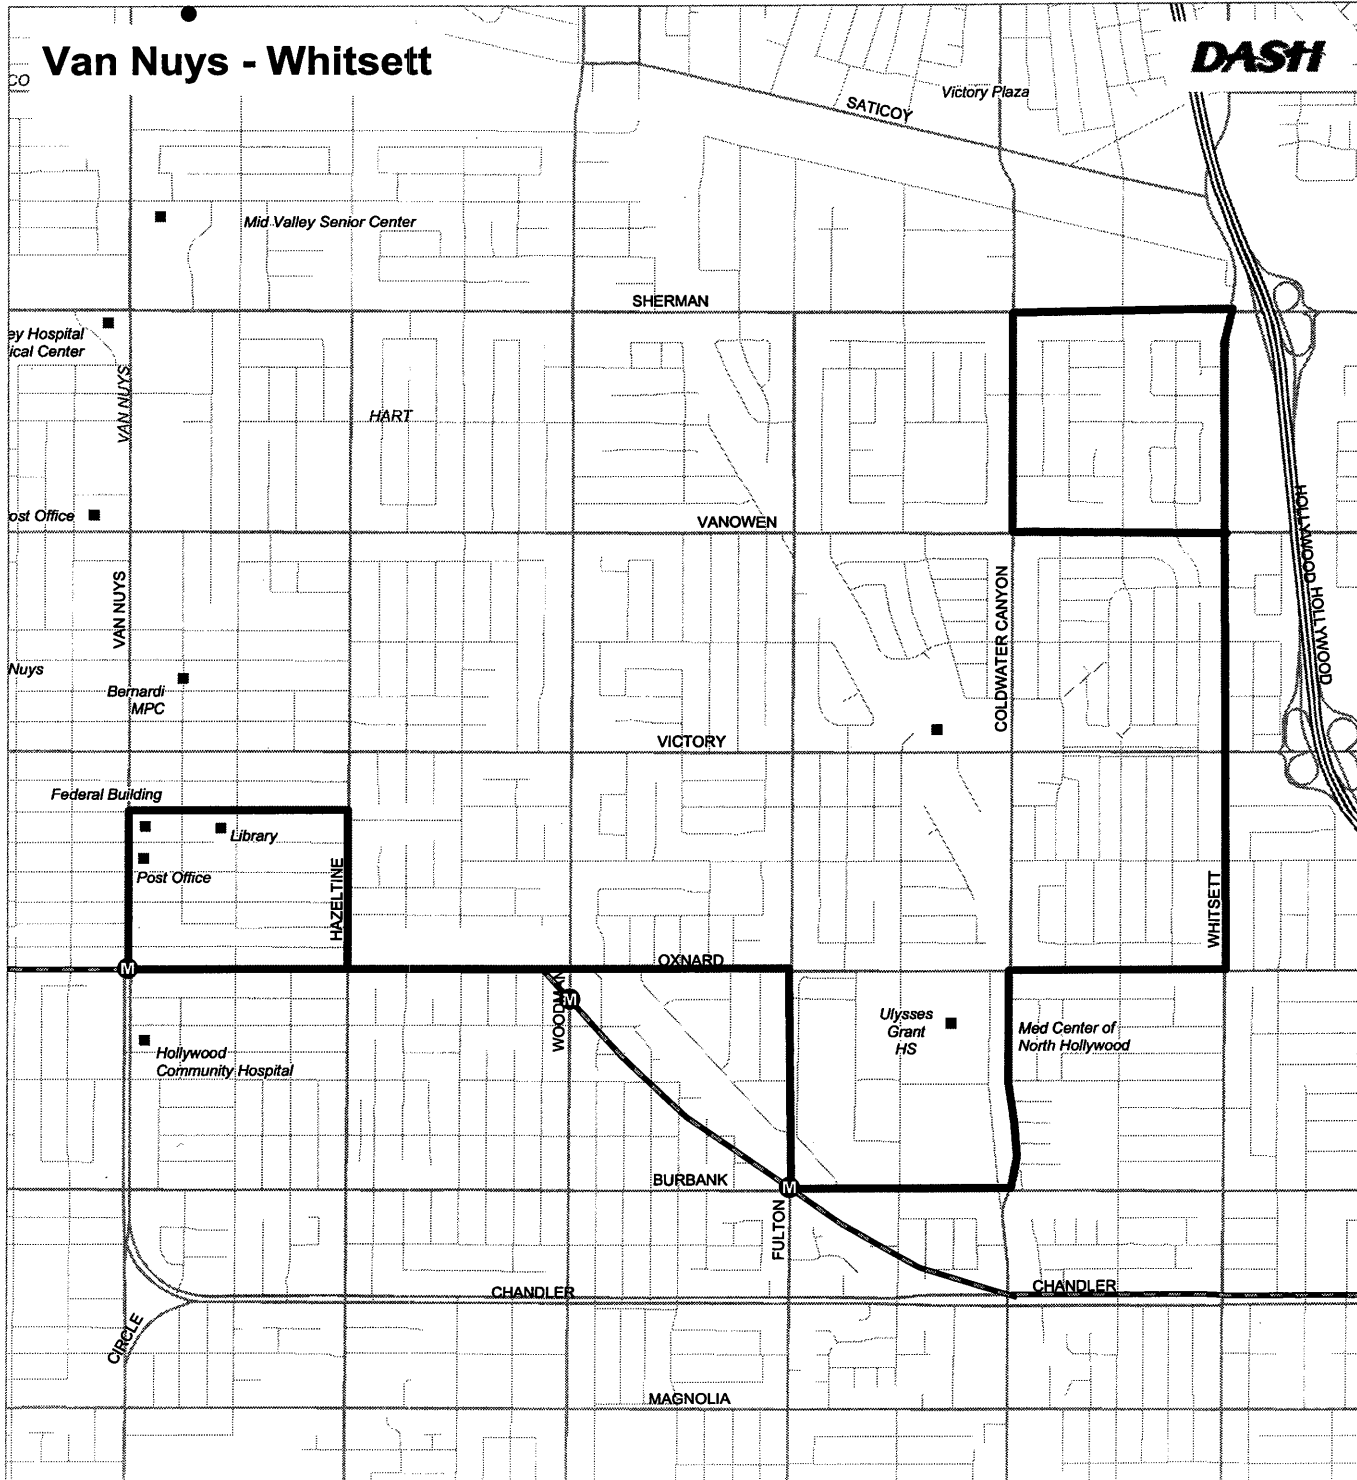 Van Nuys - Whitsett
DASH
CO
Victory Plaza
SATICOY
Mid Valley Senior Center
SHERMAN
ey Hospital
ical Center
VAN NUYS
HART
ost Office
VANOWEN
HOLLYWOOD
HOLLYWOOD
VAN NUYS
COLDWATER CANYON
Nuys
Bernardi
MPC
VICTORY
Federal Building
Library
Post Office
HAZELTINE
WHITSETT
OXNARD
M
WOODMAN
M
Ulysses
Grant
HS
Med Center of
North Hollywood
Hollywood
Community Hospital
BURBANK
M
FULTON
CHANDLER
CHANDLER
CIRCLE
MAGNOLIA